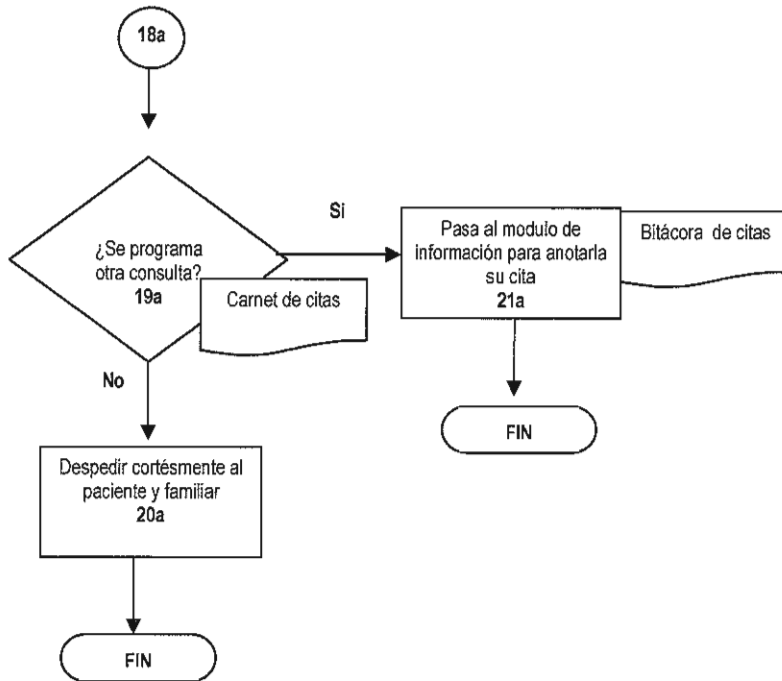 18a
¿Se programa
otra consulta?
19a
Carnet de citas
Si
Pasa al modulo de
información para anotarla
su cita
21a
Bitácora de citas
No
FIN
Despedir cortésmente al
paciente y familiar
20a
FIN